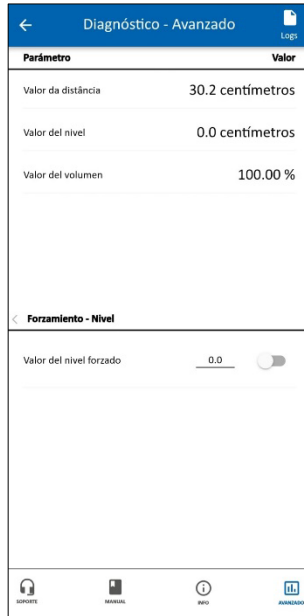 Diagnóstico - Avanzado
Logs
Parámetro Valor
Valor da distância 30.2 centímetros
Valor del nivel 0.0 centímetros
Valor del volumen 100.00 %
Forzamiento - Nivel
Valor del nivel forzado 0.0
SOPORTE MANUAL INFO AVANZADO